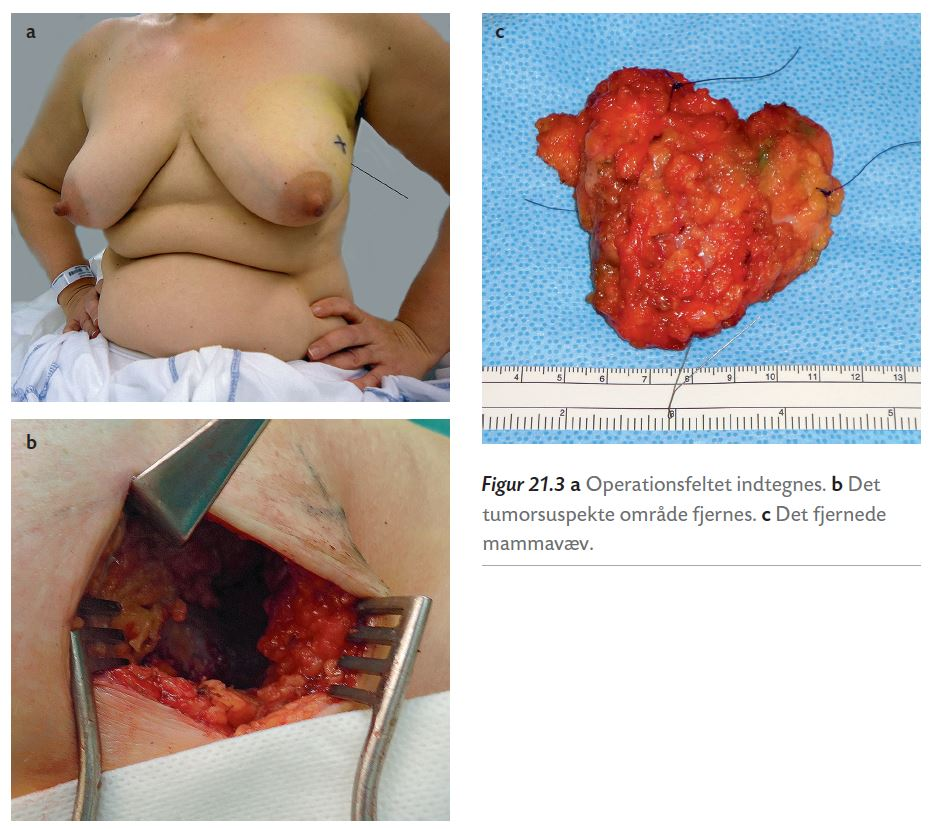 a
b
c
4 5 6 7 8 9 10 11 12 13
2 3 4 5
Figur 21.3 a Operationsfeltet indtegnes. b Det
tumorsuspekte område fjernes. c Det fjernede
mammavæv.